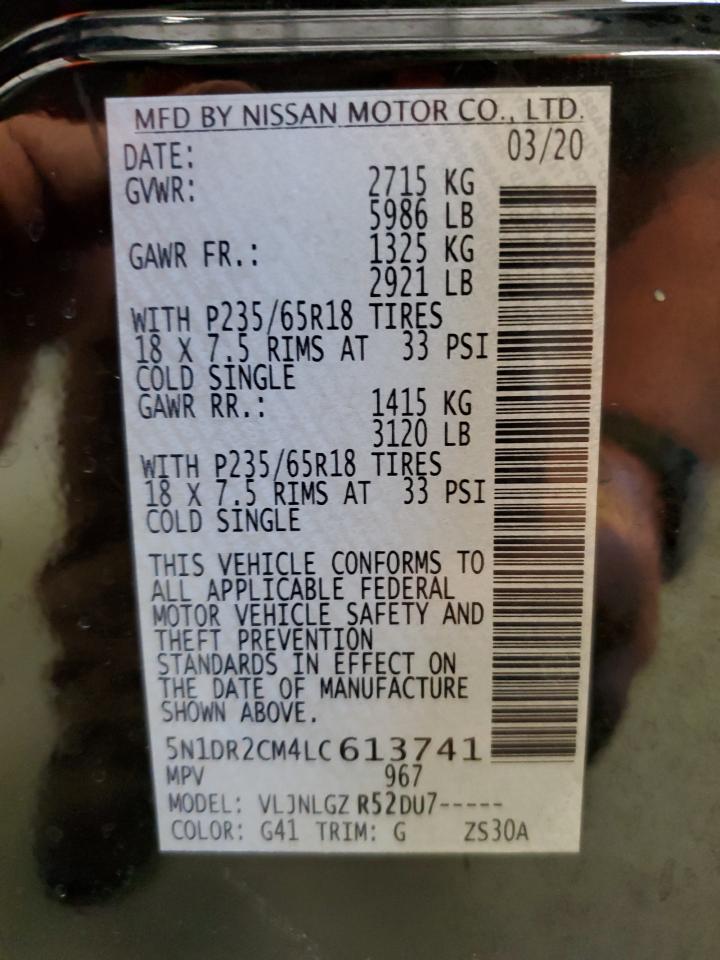 MFD BY NISSAN MOTOR CO., LTD.
DATE: 03/20
GVWR: 2715 KG
5986 LB
GAWR FR.: 1325 KG
2921 LB
WITH P235/65R18 TIRES
18 X 7.5 RIMS AT 33 PSI
COLD SINGLE
GAWR RR.: 1415 KG
3120 LB
WITH P235/65R18 TIRES
18 X 7.5 RIMS AT 33 PSI
COLD SINGLE
THIS VEHICLE CONFORMS TO
ALL APPLICABLE FEDERAL
MOTOR VEHICLE SAFETY AND
THEFT PREVENTION
STANDARDS IN EFFECT ON
THE DATE OF MANUFACTURE
SHOWN ABOVE.
5N1DR2CM4LC613741
MPV 967
MODEL: VLJNLGZ R52DU7-----
COLOR: G41 TRIM: G ZS30A